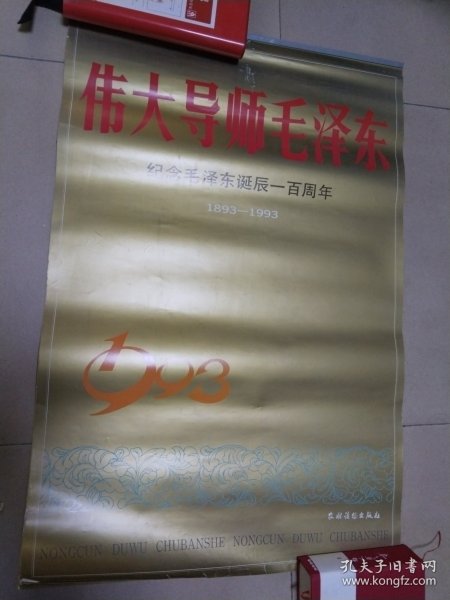 伟大导师毛泽东
纪念毛泽东诞辰一百周年
1893—1993
1993
农村读物出版社
NONGCUN DUWU CHUBANSHE NONGCUN DUWU CHUBANSHE
孔夫子旧书网
www.kongfz.com